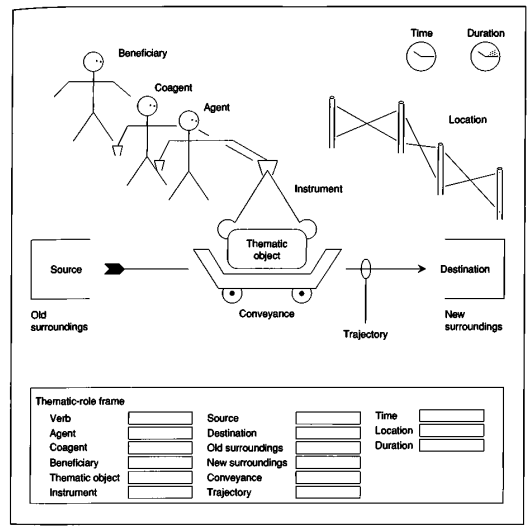 Time Duration
Beneficiary
Coagent
Agent
Location
Instrument
Thematic
object
Source
Destination
Old
surroundings
Conveyance
New
surroundings
Trajectory
Thematic-role frame
Verb Source Time
Agent Destination Location
Coagent Old surroundings Duration
Beneficiary New surroundings
Thematic object Conveyance
Instrument Trajectory